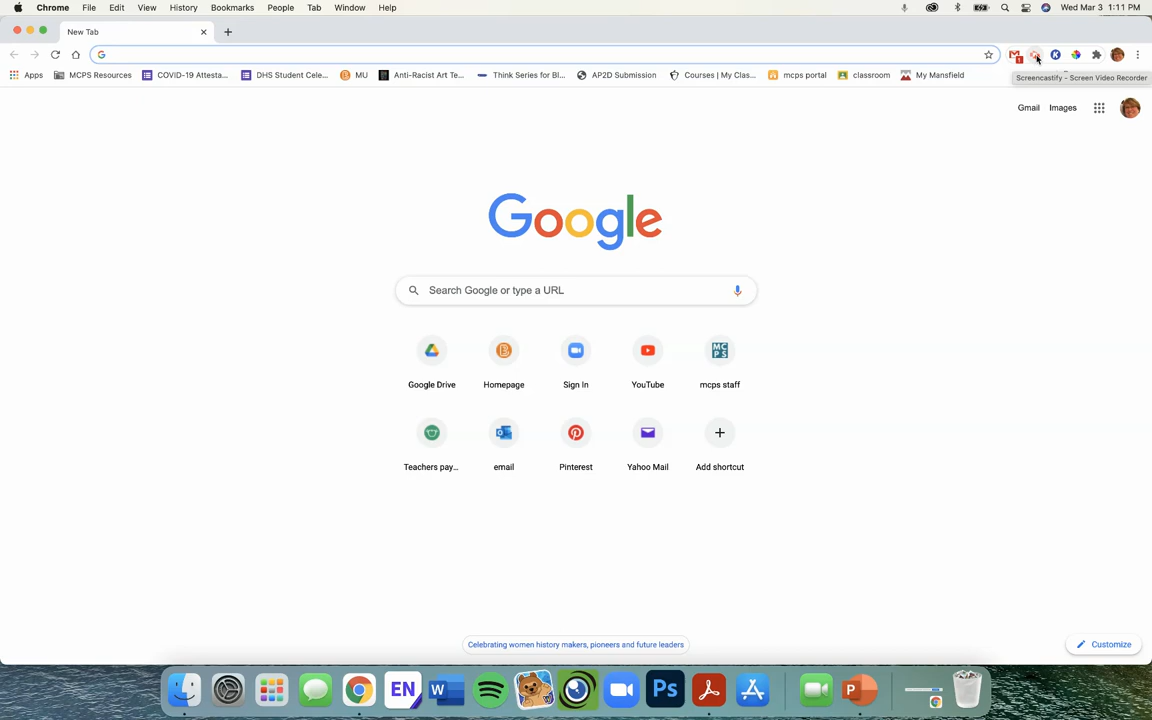 Chrome File Edit View History Bookmarks People Tab Window Help Wed Mar 3 1:11 PM
New Tab
Apps MCPS Resources COVID-19 Attesta... DHS Student Cele... MU Anti-Racist Art Te... Think Series for Bl... AP2D Submission Courses | My Clas... mcps portal classroom My Mansfield
Screencastify - Screen Video Recorder
Gmail Images
Google
Search Google or type a URL
Google Drive Homepage Sign In YouTube mcps staff
Teachers pay... email Pinterest Yahoo Mail Add shortcut
Celebrating women history makers, pioneers and future leaders
Customize